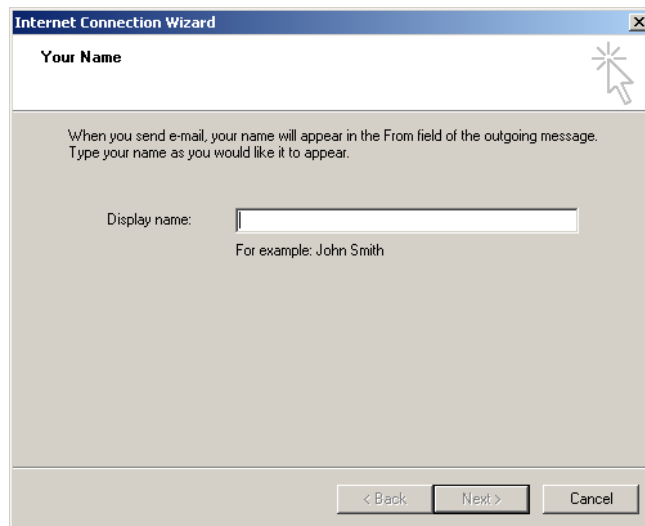 Internet Connection Wizard
Your Name
When you send e-mail, your name will appear in the From field of the outgoing message.
Type your name as you would like it to appear.
Display name:
For example: John Smith
< Back
Next >
Cancel